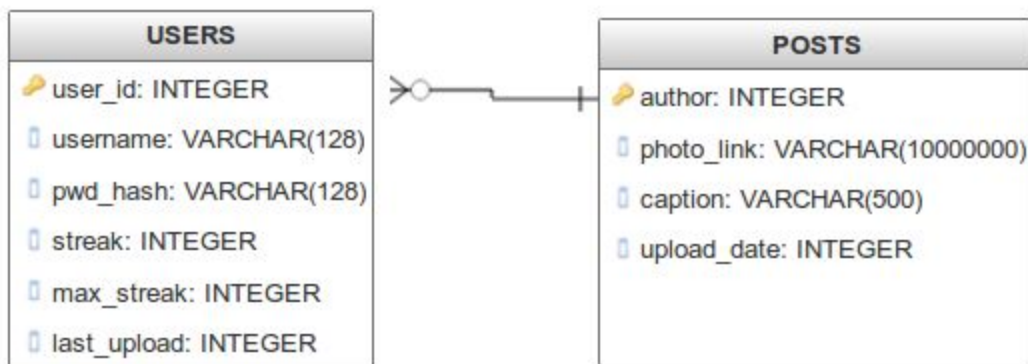 USERS
user_id: INTEGER
username: VARCHAR(128)
pwd_hash: VARCHAR(128)
streak: INTEGER
max_streak: INTEGER
last_upload: INTEGER
POSTS
author: INTEGER
photo_link: VARCHAR(10000000)
caption: VARCHAR(500)
upload_date: INTEGER